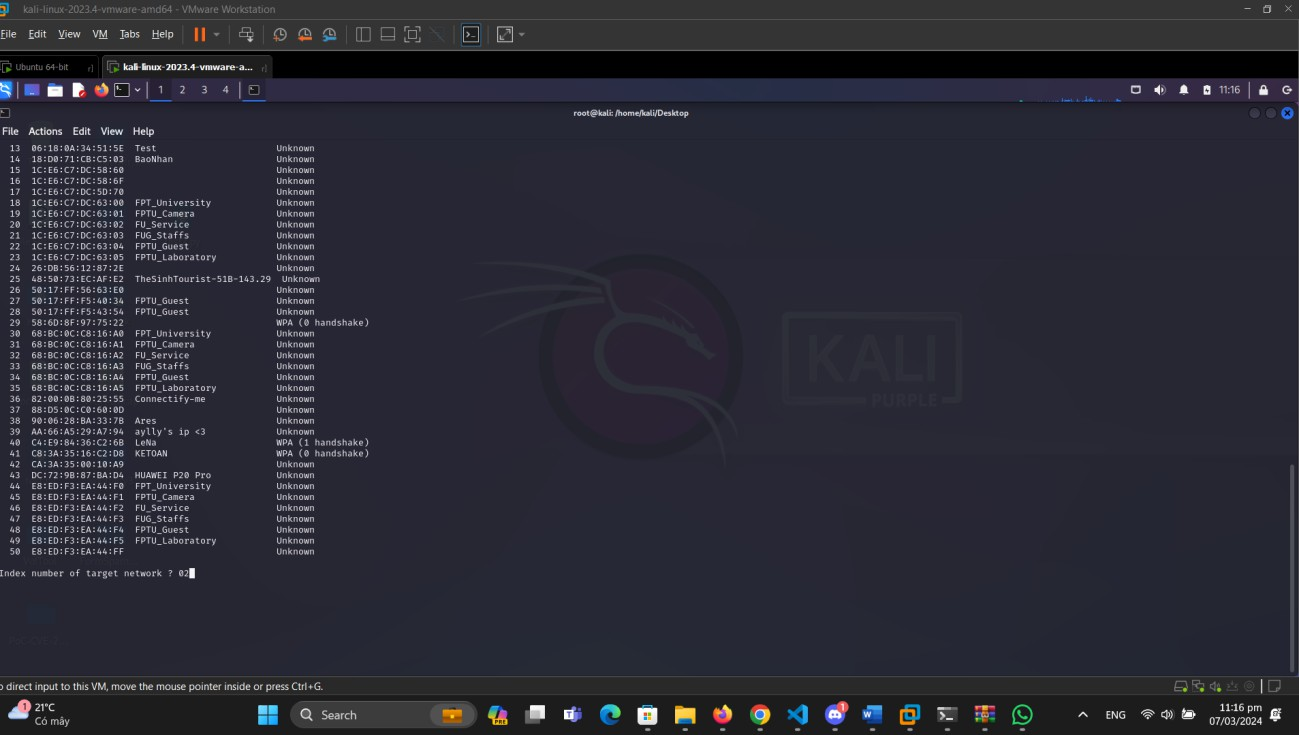 kali-linux-2023.4-vmware-amd64 - VMware Workstation
File Edit View VM Tabs Help
Ubuntu 64-bit kali-linux-2023.4-vmware-a...
1 2 3 4 11:16
root@kali: /home/kali/Desktop
File Actions Edit View Help
13 06:18:0A:34:51:5E Test Unknown
14 18:D0:71:CB:C5:03 BaoNhan Unknown
15 1C:E6:C7:DC:58:60 Unknown
16 1C:E6:C7:DC:58:6F Unknown
17 1C:E6:C7:DC:5D:70 Unknown
18 1C:E6:C7:DC:63:00 FPT_University Unknown
19 1C:E6:C7:DC:63:01 FPTU_Camera Unknown
20 1C:E6:C7:DC:63:02 FU_Service Unknown
21 1C:E6:C7:DC:63:03 FUG_Staffs Unknown
22 1C:E6:C7:DC:63:04 FPTU_Guest Unknown
23 1C:E6:C7:DC:63:05 FPTU_Laboratory Unknown
24 26:DB:56:12:87:2E Unknown
25 48:50:73:EC:AF:E2 TheSinhTourist-51B-143.29 Unknown
26 50:17:FF:56:63:E0 Unknown
27 50:17:FF:F5:40:34 FPTU_Guest Unknown
28 50:17:FF:F5:43:54 FPTU_Guest Unknown
29 58:6D:8F:97:75:22 WPA (0 handshake)
30 68:BC:0C:C8:16:A0 FPT_University Unknown
31 68:BC:0C:C8:16:A1 FPTU_Camera Unknown
32 68:BC:0C:C8:16:A2 FU_Service Unknown
33 68:BC:0C:C8:16:A3 FUG_Staffs Unknown
34 68:BC:0C:C8:16:A4 FPTU_Guest Unknown
35 68:BC:0C:C8:16:A5 FPTU_Laboratory Unknown
36 82:00:0B:80:25:55 Connectify-me Unknown
37 88:D5:0C:C0:60:0D Unknown
38 90:06:28:BA:33:7B Ares Unknown
39 AA:66:A5:29:A7:94 aylly's ip <3 Unknown
40 C4:E9:84:36:C2:6B LeNa WPA (1 handshake)
41 C8:3A:35:16:C2:D8 KETOAN WPA (0 handshake)
42 CA:3A:35:00:10:A9 Unknown
43 DC:72:9B:87:BA:D4 HUAWEI P20 Pro Unknown
44 E8:ED:F3:EA:44:F0 FPT_University Unknown
45 E8:ED:F3:EA:44:F1 FPTU_Camera Unknown
46 E8:ED:F3:EA:44:F2 FU_Service Unknown
47 E8:ED:F3:EA:44:F3 FUG_Staffs Unknown
48 E8:ED:F3:EA:44:F4 FPTU_Guest Unknown
49 E8:ED:F3:EA:44:F5 FPTU_Laboratory Unknown
50 E8:ED:F3:EA:44:FF Unknown
Index number of target network ? 02
KALI
PURPLE
o direct input to this VM, move the mouse pointer inside or press Ctrl+G.
1 21°C
Có mây
Search
PRE
1
ENG
11:16 pm
07/03/2024